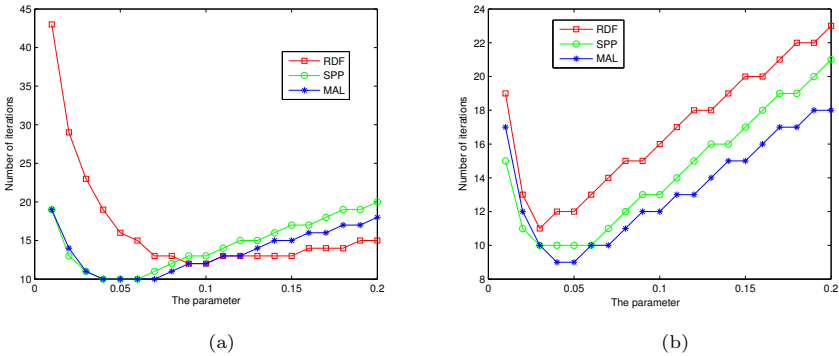 45
40
35
30
25
20
15
10
Number of iterations
0
0.05
0.1
0.15
0.2
The parameter
RDF
SPP
MAL
(a)
24
22
20
18
16
14
12
10
8
Number of iterations
0
0.05
0.1
0.15
0.2
The parameter
RDF
SPP
MAL
(b)